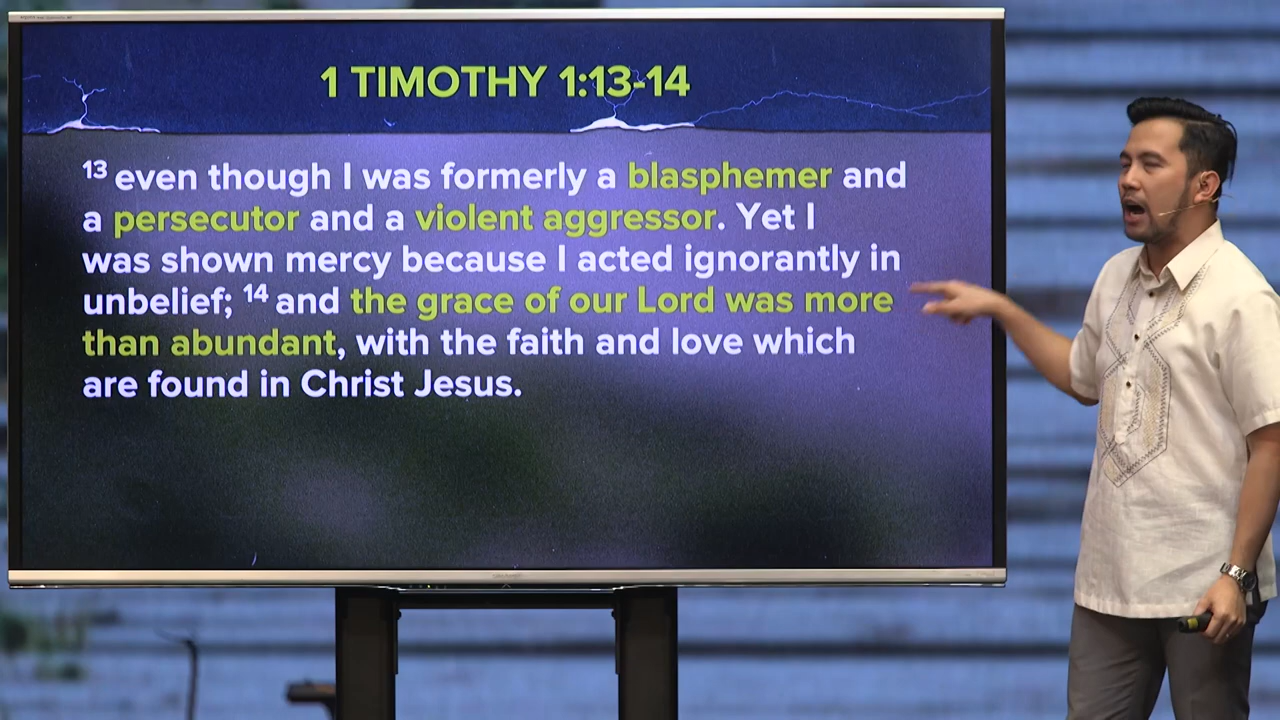 1 TIMOTHY 1:13-14
13 even though I was formerly a blasphemer and
a persecutor and a violent aggressor. Yet I
was shown mercy because I acted ignorantly in
unbelief; 14 and the grace of our Lord was more
than abundant, with the faith and love which
are found in Christ Jesus.